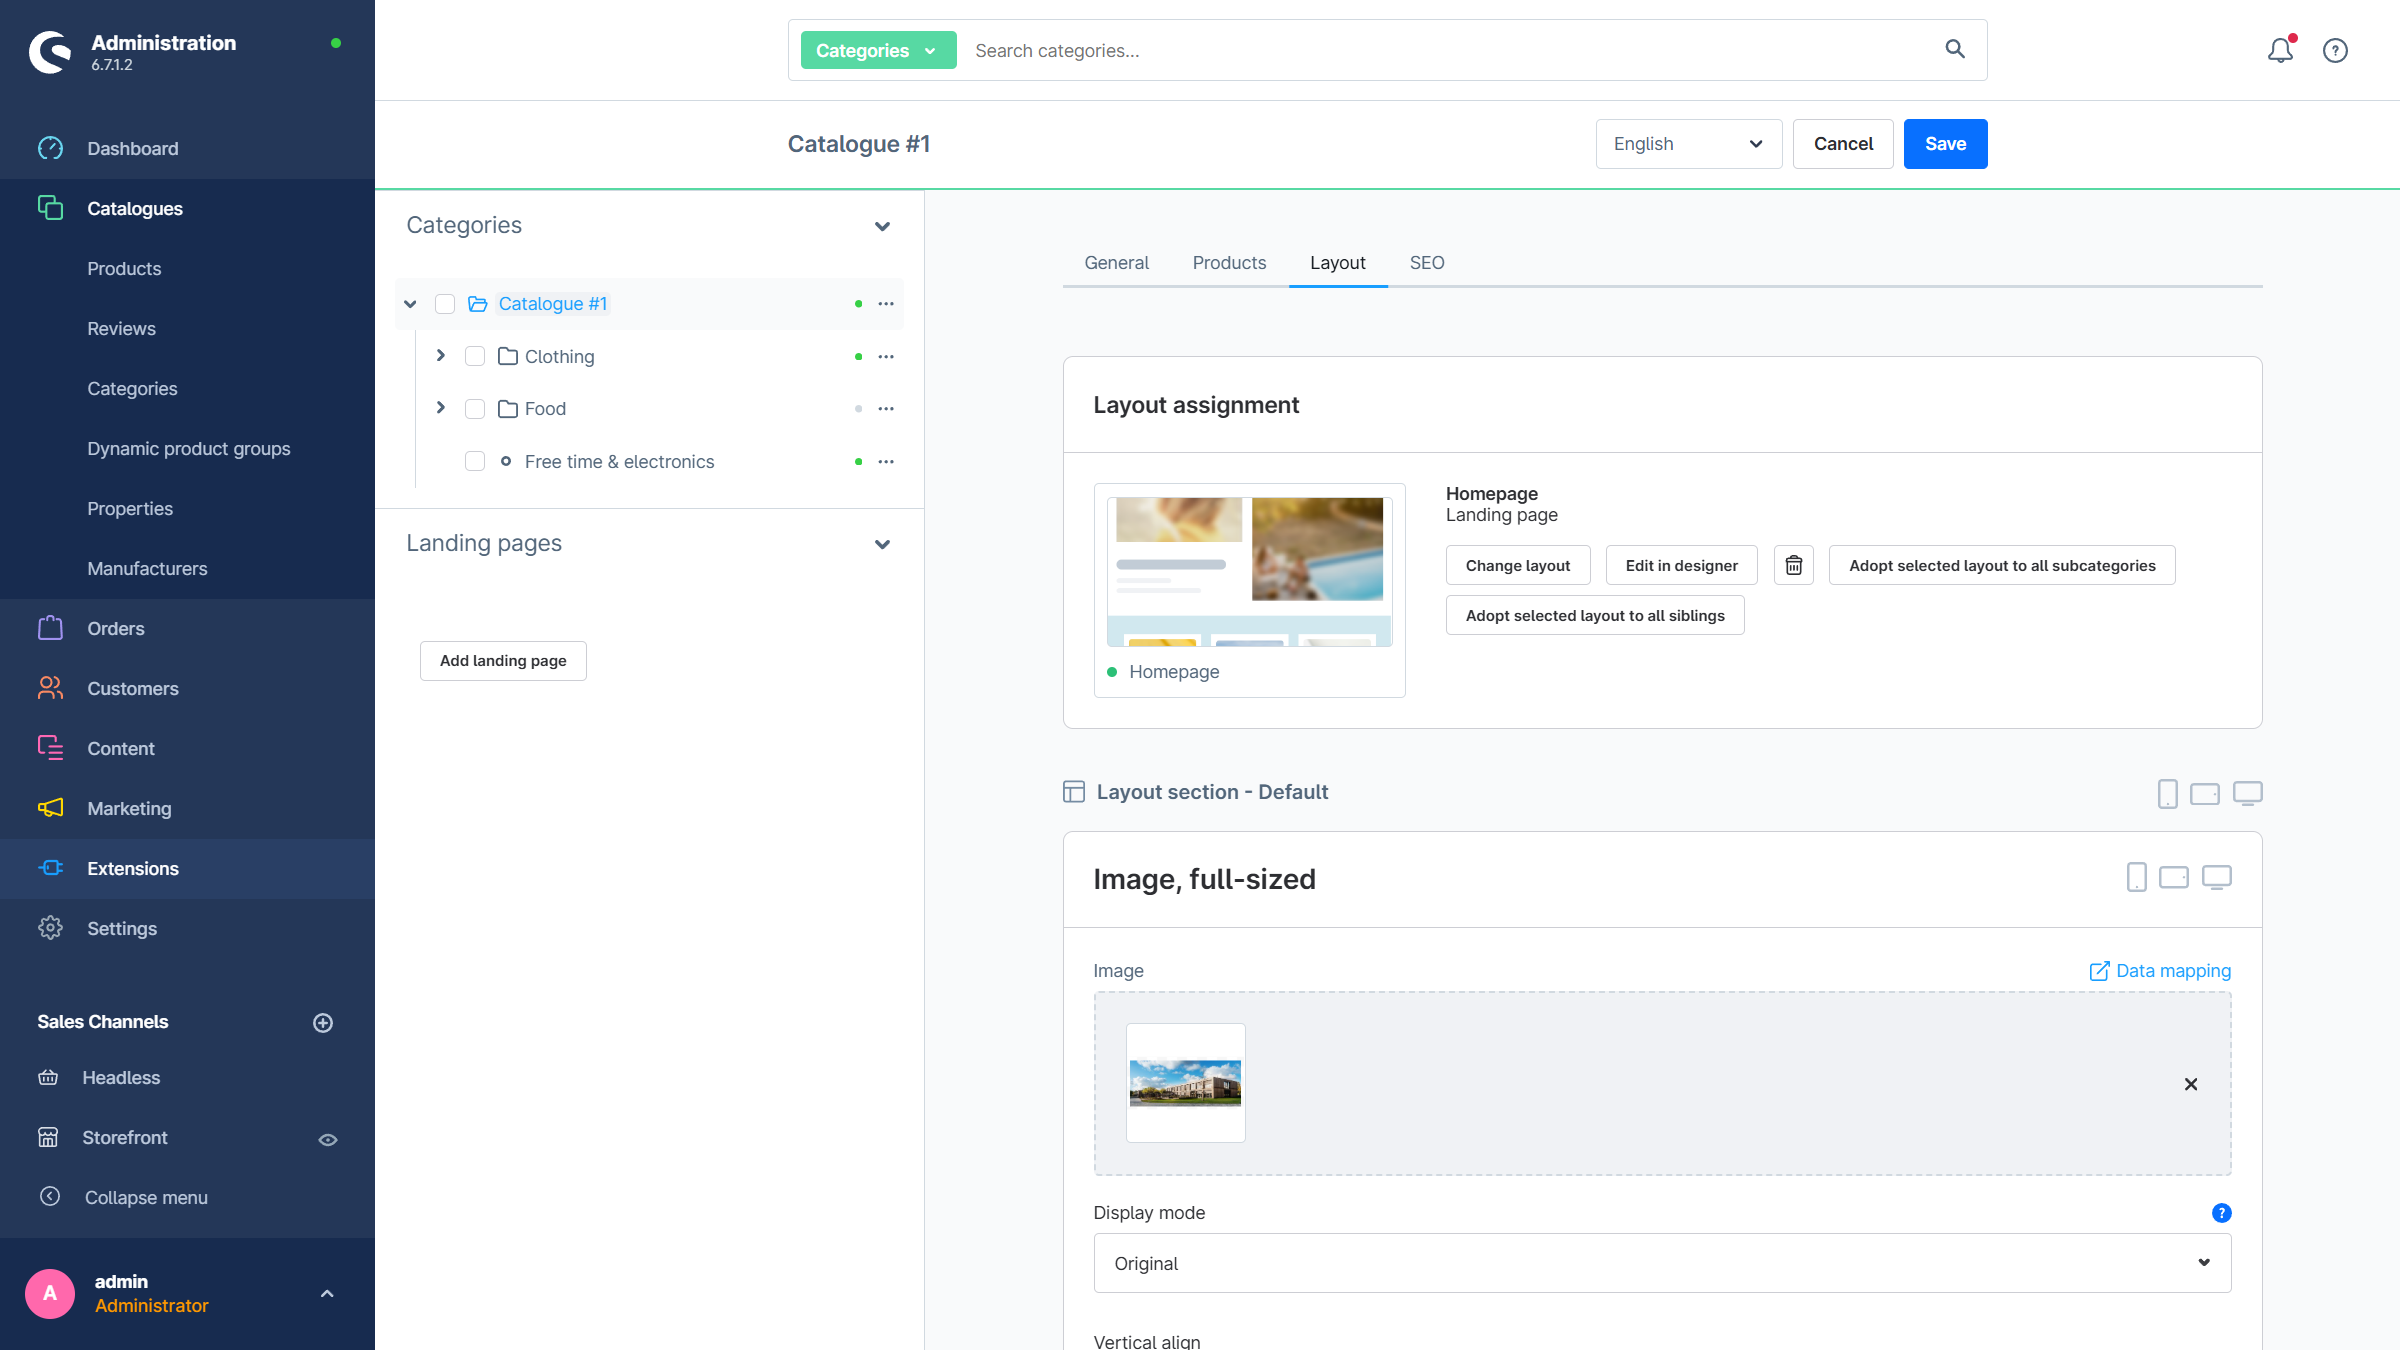 Administration
6.7.1.2
Dashboard
Catalogues
Products
Reviews
Categories
Dynamic product groups
Properties
Manufacturers
Orders
Customers
Content
Marketing
Extensions
Settings
Sales Channels
Headless
Storefront
Collapse menu
A
admin
Administrator
Categories
Search categories...
Catalogue #1
English
Cancel
Save
Categories
Catalogue #1
Clothing
Food
Free time & electronics
Landing pages
Add landing page
General
Products
Layout
SEO
Layout assignment
Homepage
Homepage
Landing page
Change layout
Edit in designer
Adopt selected layout to all subcategories
Adopt selected layout to all siblings
Layout section - Default
Image, full-sized
Image
Data mapping
Display mode
?
Original
Vertical align